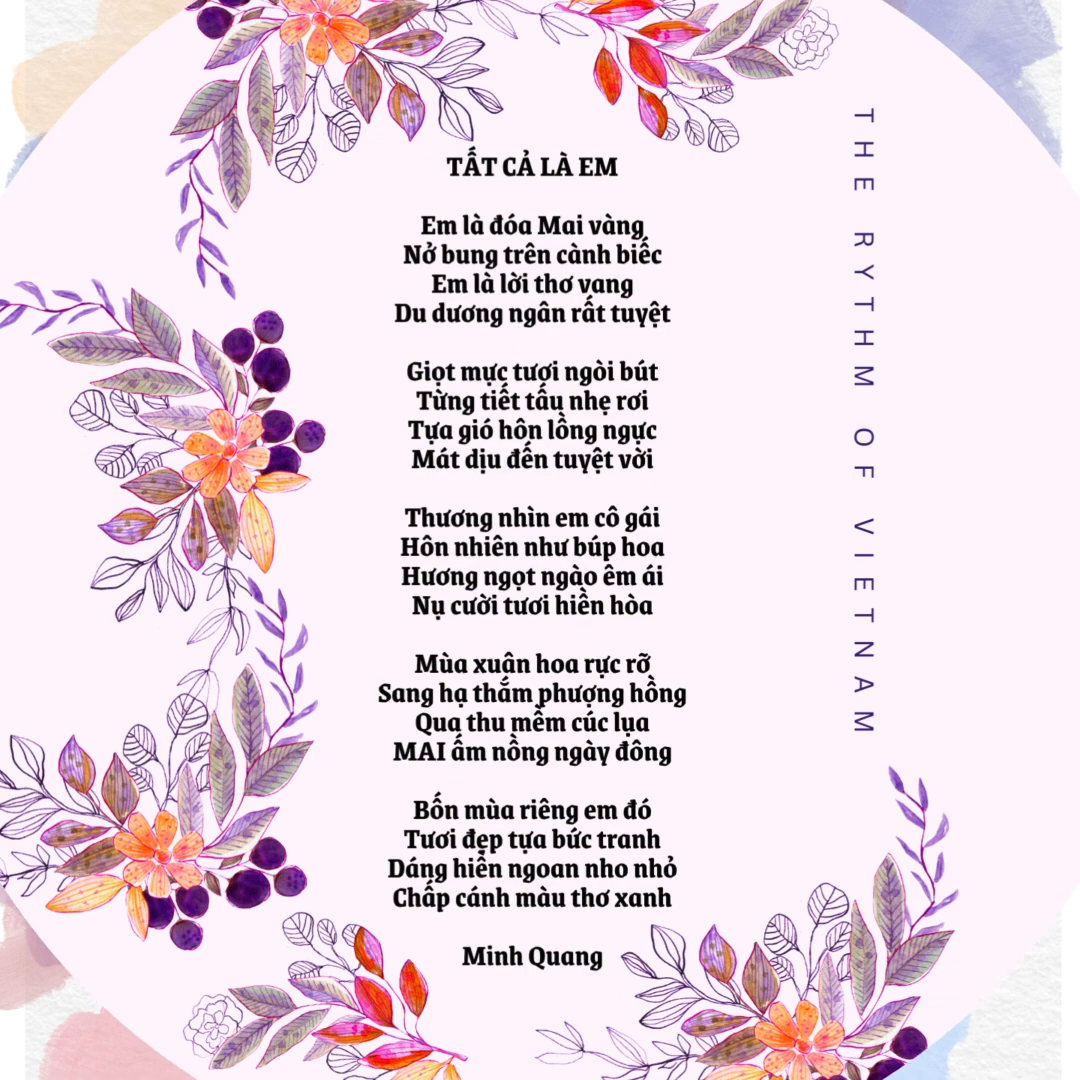 TẤT CẢ LÀ EM
Em là đóa Mai vàng
Nở bung trên cành biếc
Em là lời thơ vang
Du dương ngân rất tuyệt
Giọt mực tươi ngòi bút
Từng tiết tấu nhẹ rơi
Tựa gió hôn lồng ngực
Mát dịu đến tuyệt vời
Thương nhìn em cô gái
Hôn nhiên như búp hoa
Hương ngọt ngào êm ái
Nụ cười tươi hiền hòa
Mùa xuân hoa rực rỡ
Sang hạ thắm phượng hồng
Qua thu mềm cúc lụa
MAI ấm nồng ngày đông
Bốn mùa riêng em đó
Tươi đẹp tựa bức tranh
Dáng hiền ngoan nho nhỏ
Chấp cánh màu thơ xanh
Minh Quang
THE RYTHM OF VIETNAM